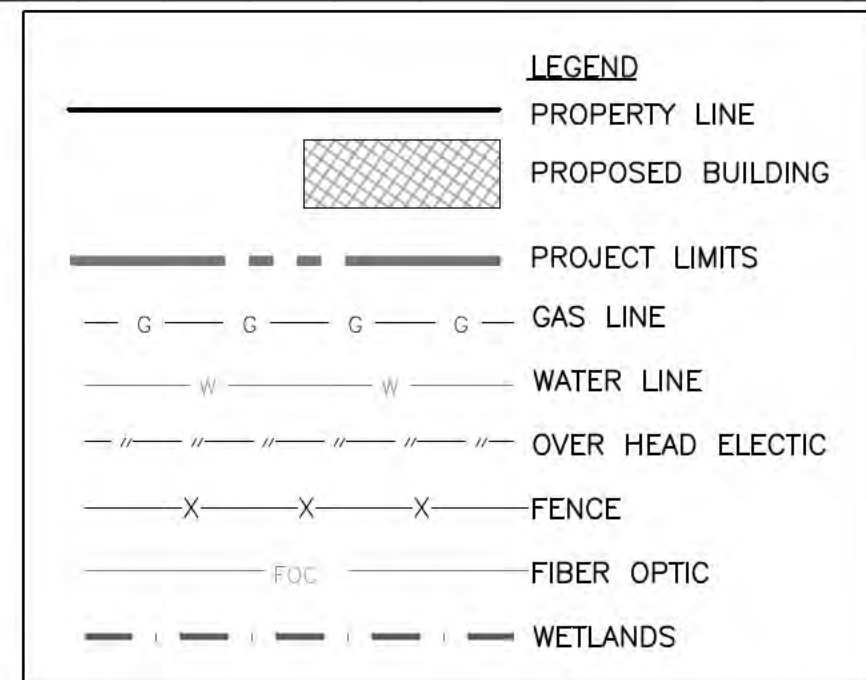 LEGEND
PROPERTY LINE
PROPOSED BUILDING
PROJECT LIMITS
G G G G GAS LINE
W W WATER LINE
// // // // // // OVER HEAD ELECTIC
X X X FENCE
FOC FIBER OPTIC
WETLANDS